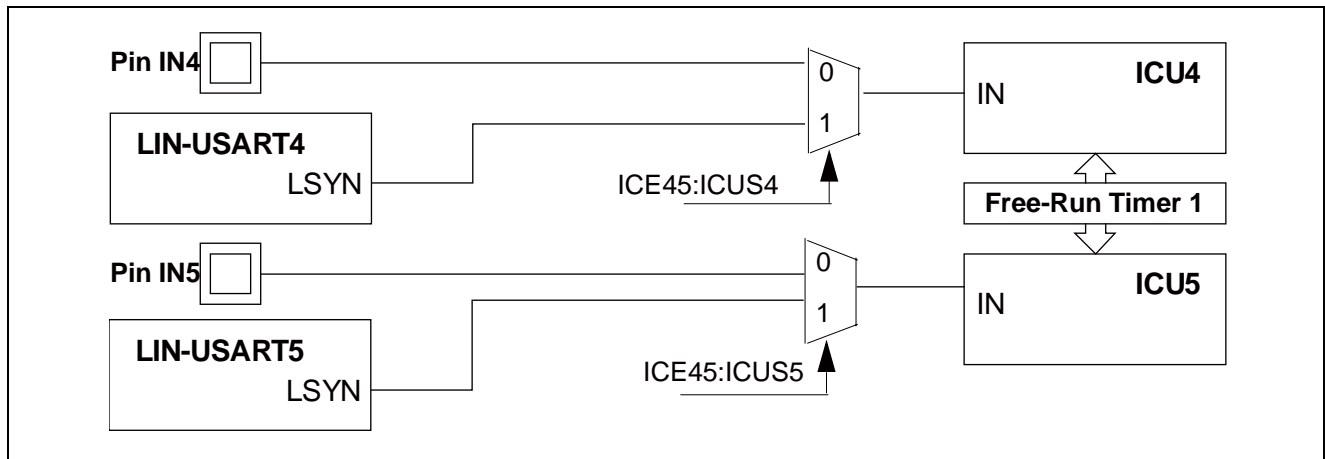 Pin IN4
0
ICU4
IN
1
LIN-USART4
LSYN
ICE45:ICUS4
Free-Run Timer 1
Pin IN5
0
ICU5
IN
1
LIN-USART5
LSYN
ICE45:ICUS5